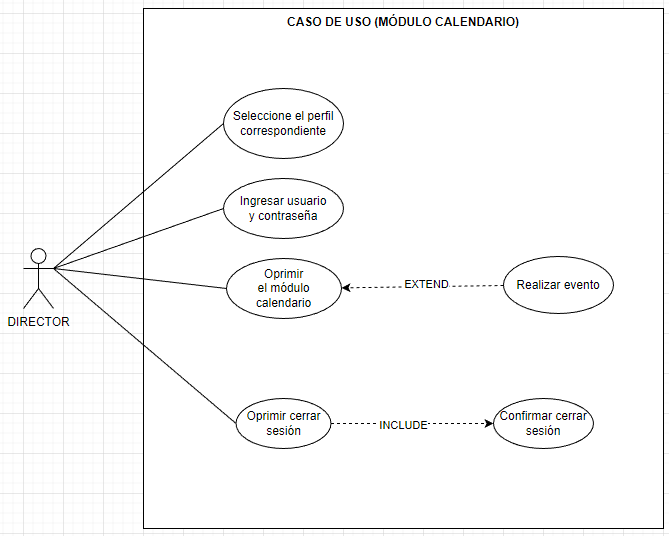 CASO DE USO (MÓDULO CALENDARIO)
Seleccione el perfil
correspondiente
Ingresar usuario
y contraseña
Oprimir
el módulo
calendario
EXTEND
Realizar evento
DIRECTOR
Oprimir cerrar
sesión
INCLUDE
Confirmar cerrar
sesión